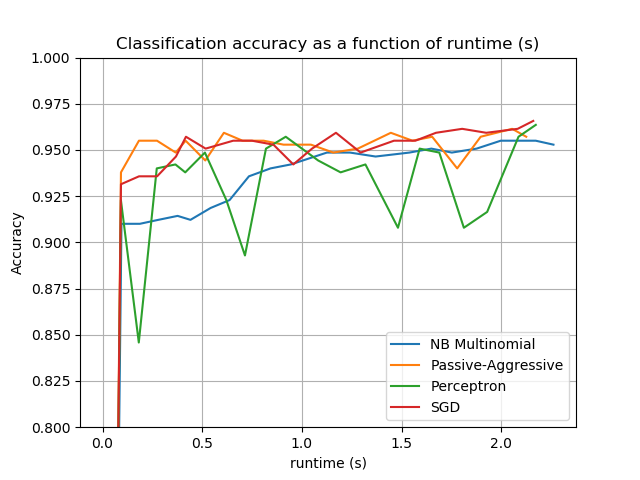 Classification accuracy as a function of runtime (s)
1.000
0.975
0.950
0.925
0.900
0.875
0.850
0.825
0.800
Accuracy
NB Multinomial
Passive-Aggressive
Perceptron
SGD
0.0 0.5 1.0 1.5 2.0
runtime (s)